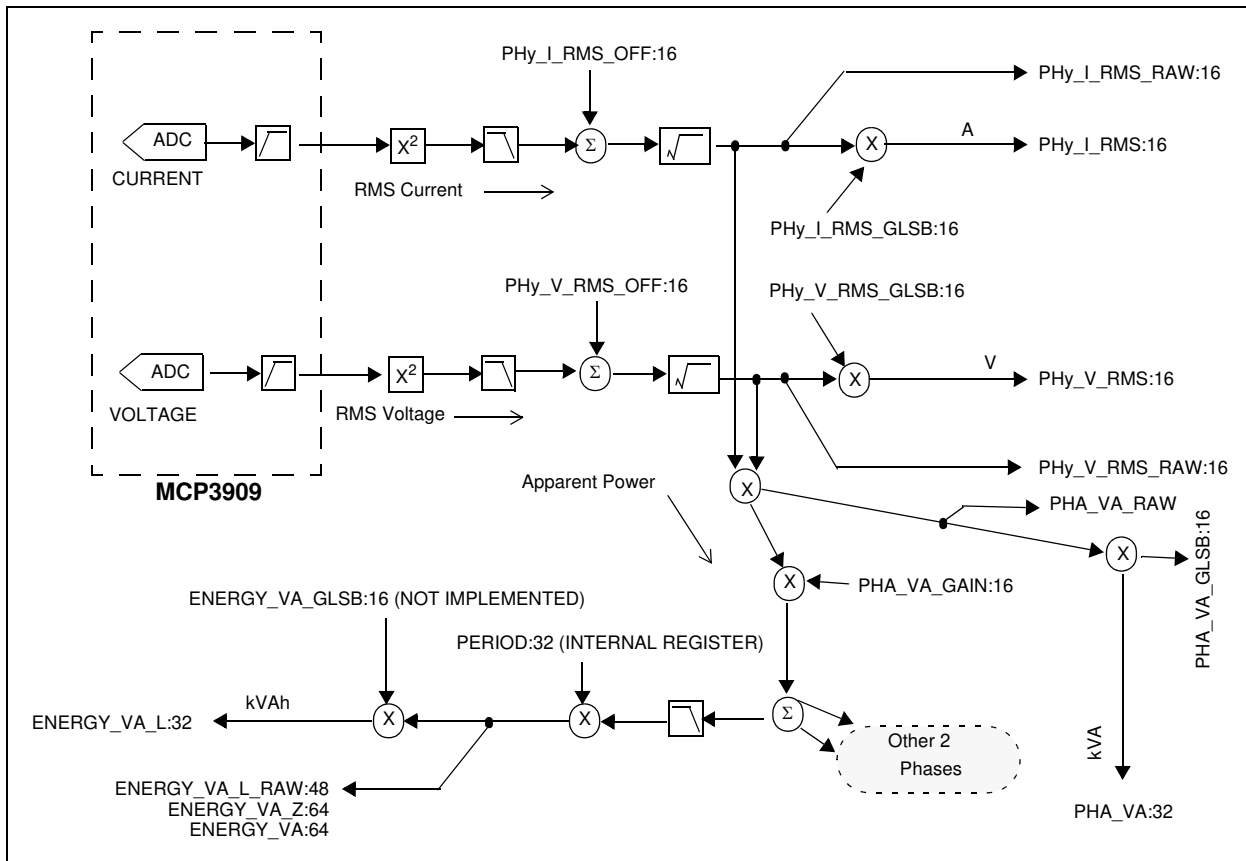 PHy_I_RMS_OFF:16
PHy_I_RMS_RAW:16
ADC
X2
Σ
√
X
A
PHy_I_RMS:16
CURRENT
RMS Current
PHy_I_RMS_GLSB:16
PHy_V_RMS_OFF:16
PHy_V_RMS_GLSB:16
ADC
X2
Σ
√
X
V
PHy_V_RMS:16
VOLTAGE
RMS Voltage
PHy_V_RMS_RAW:16
MCP3909
Apparent Power
X
PHA_VA_RAW
X
PHA_VA_GLSB:16
X
PHA_VA_GAIN:16
ENERGY_VA_GLSB:16 (NOT IMPLEMENTED)
PERIOD:32 (INTERNAL REGISTER)
kVAh
ENERGY_VA_L:32
X
X
Σ
Other 2
Phases
kVA
ENERGY_VA_L_RAW:48
ENERGY_VA_Z:64
ENERGY_VA:64
PHA_VA:32